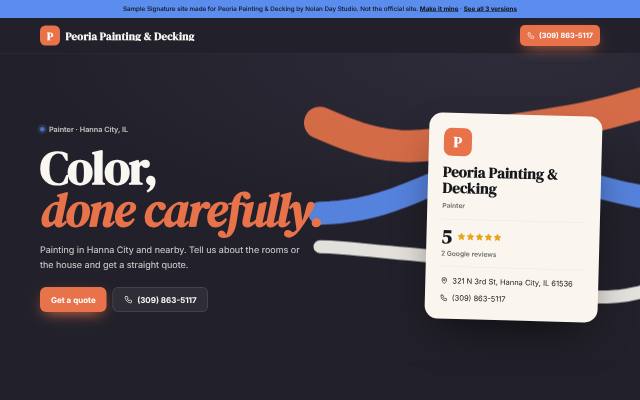 Sample Signature site made for Peoria Painting & Decking by Nolan Day Studio. Not the official site. Make it mine · See all 3 versions
P Peoria Painting & Decking
(309) 863-5117
Painter · Hanna City, IL
Color,
done carefully.
Painting in Hanna City and nearby. Tell us about the rooms or
the house and get a straight quote.
Get a quote
(309) 863-5117
P
Peoria Painting &
Decking
Painter
5 ★★★★★
2 Google reviews
321 N 3rd St, Hanna City, IL 61536
(309) 863-5117